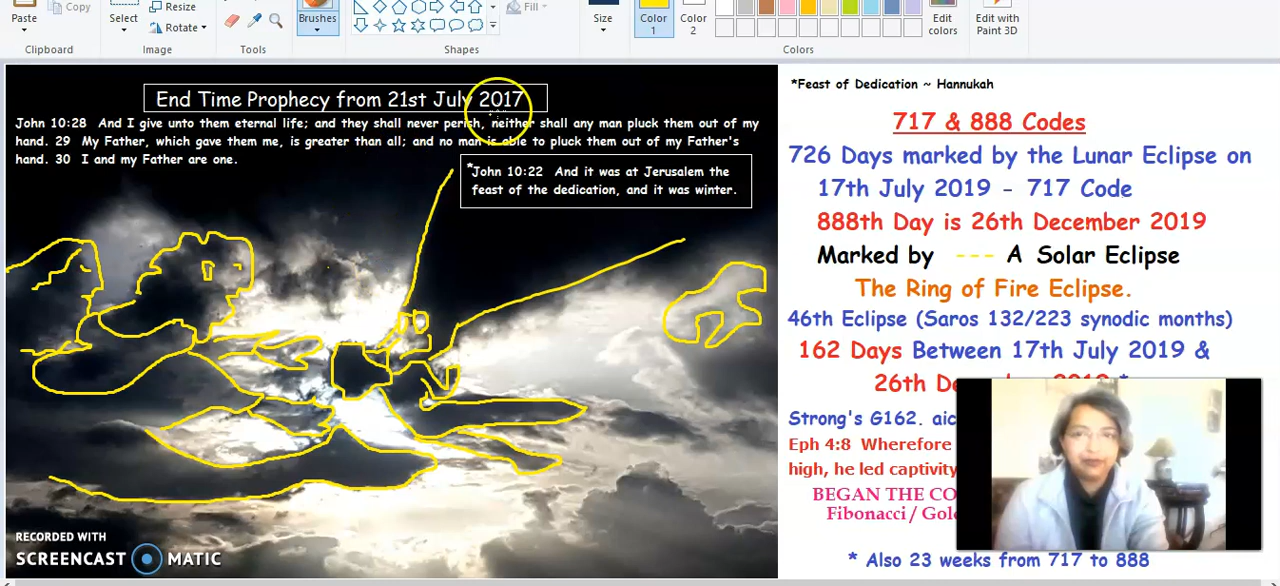 Paste
Select
Resize
Rotate
Brushes
Fill
Size
Color 1
Color 2
Edit colors
Edit with Paint 3D
Clipboard
Image
Tools
Shapes
Colors
End Time Prophecy from 21st July 2017
John 10:28 And I give unto them eternal life; and they shall never perish, neither shall any man pluck them out of my
hand. 29 My Father, which gave them me, is greater than all; and no man is able to pluck them out of my Father's
hand. 30 I and my Father are one.
*John 10:22 And it was at Jerusalem the
feast of the dedication, and it was winter.
RECORDED WITH
SCREENCAST MATIC
*Feast of Dedication ~ Hannukah
717 & 888 Codes
726 Days marked by the Lunar Eclipse on
17th July 2019 - 717 Code
888th Day is 26th December 2019
Marked by --- A Solar Eclipse
The Ring of Fire Eclipse.
46th Eclipse (Saros 132/223 synodic months)
162 Days Between 17th July 2019 &
26th
Strong's G162. aic
Eph 4:8 Wherefore
high, he led captivity
BEGAN THE CO
Fibonacci / Gol
* Also 23 weeks from 717 to 888